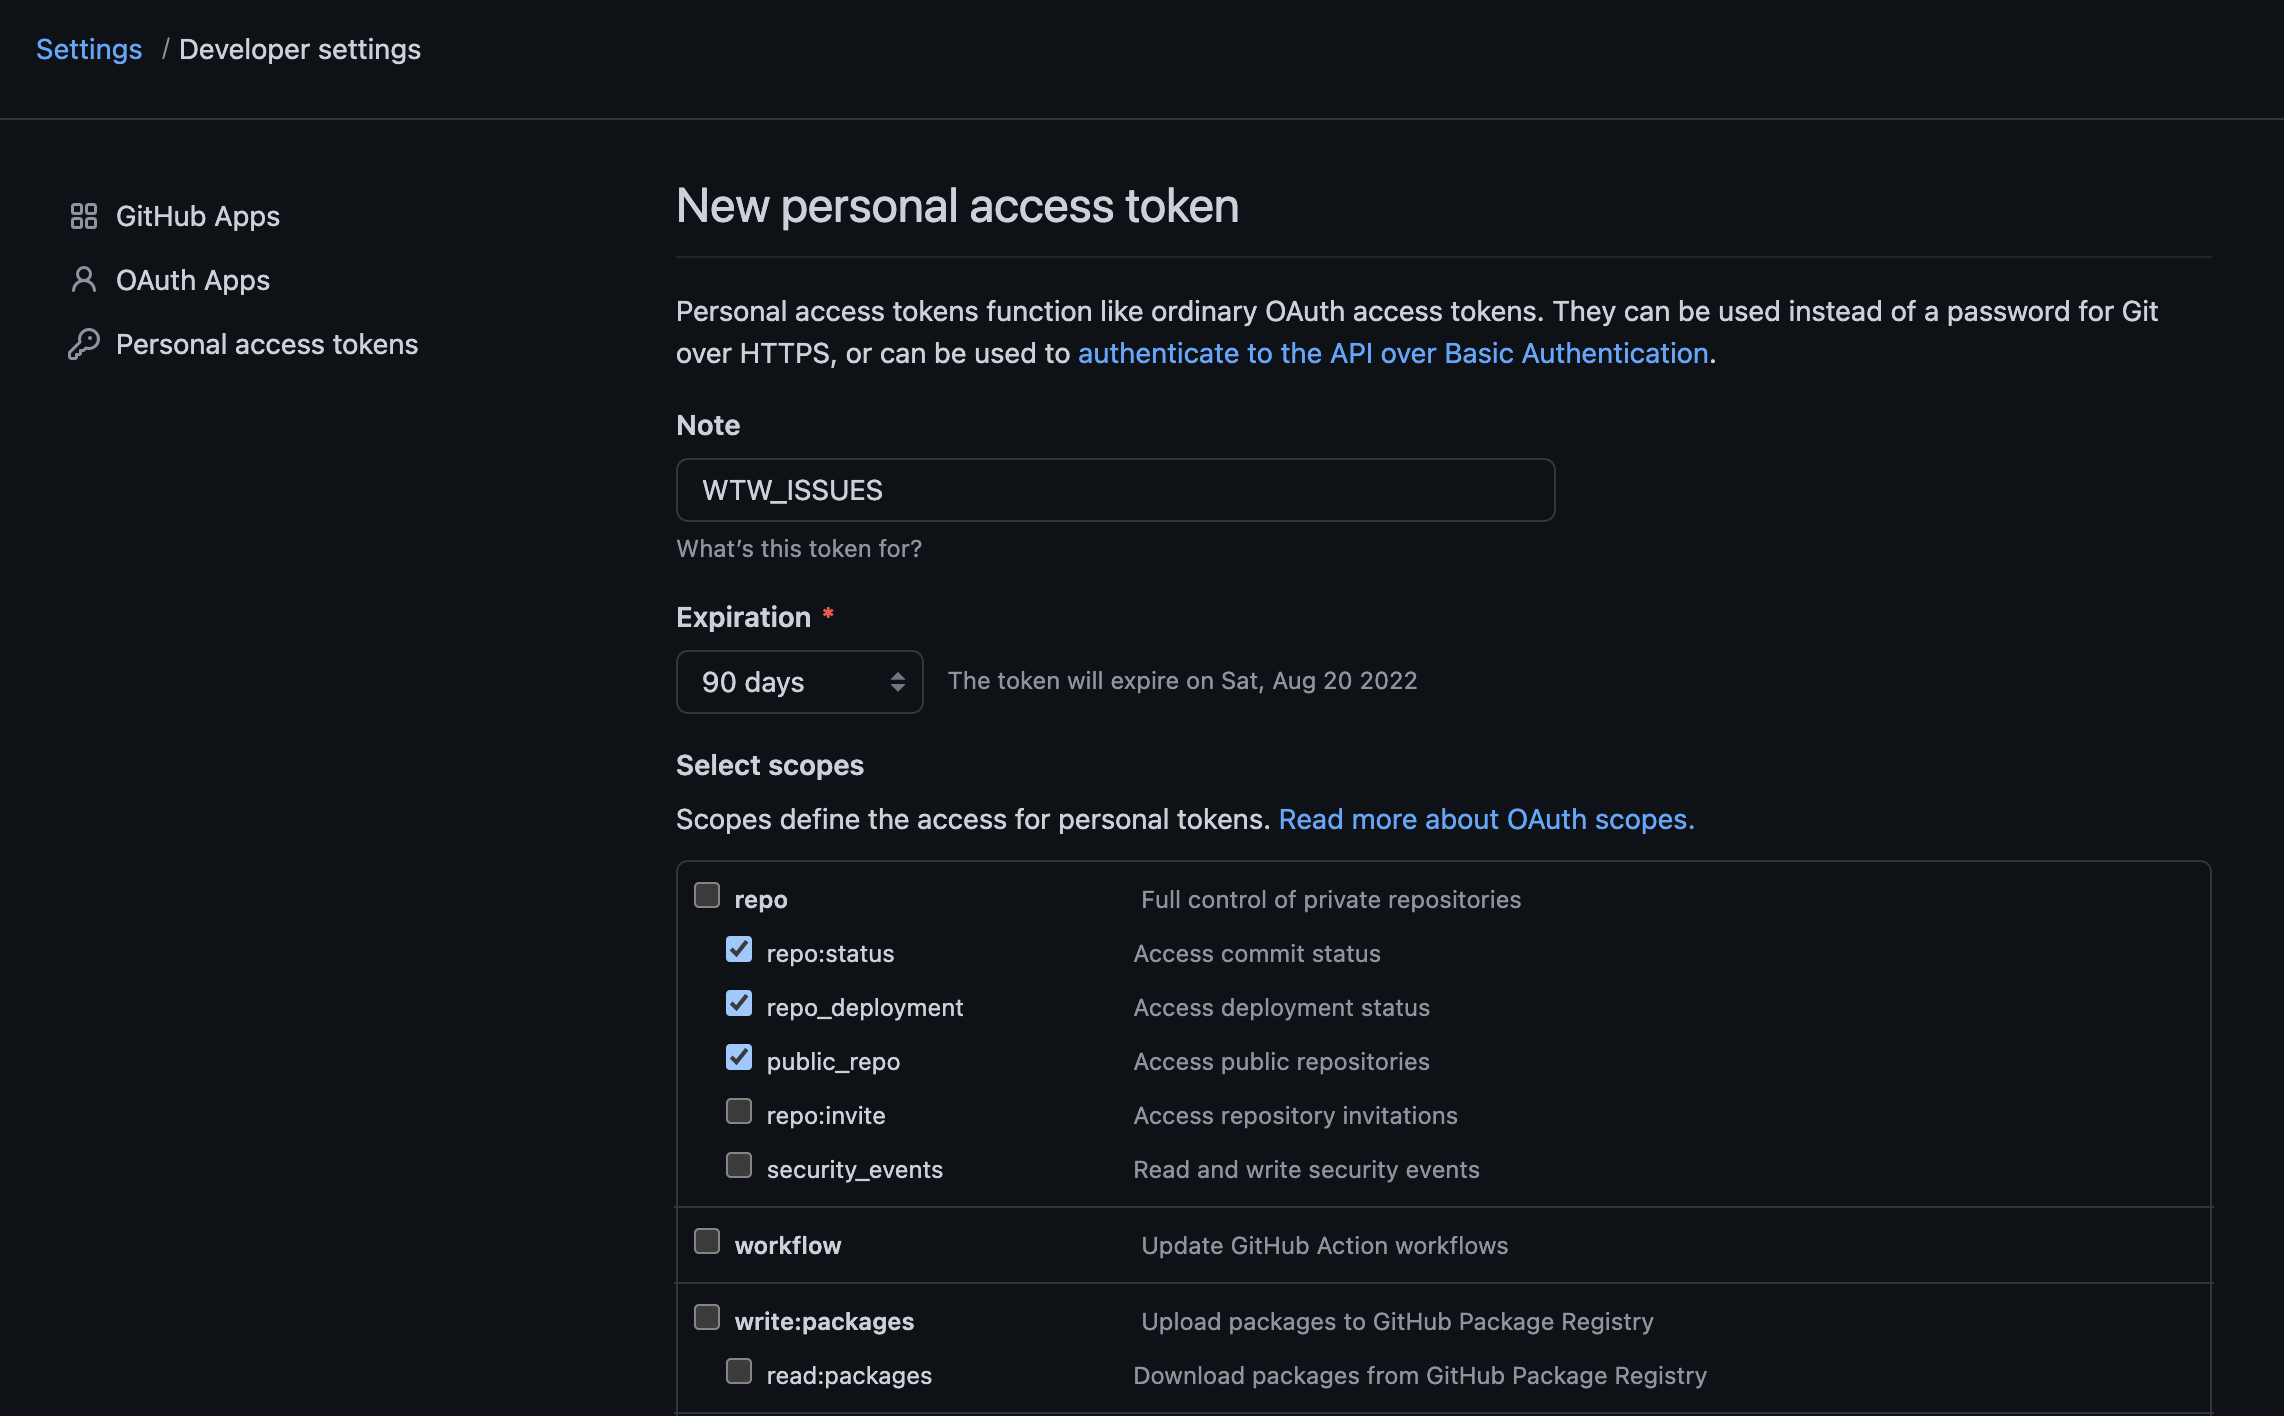 Settings / Developer settings
GitHub Apps
OAuth Apps
Personal access tokens
New personal access token
Personal access tokens function like ordinary OAuth access tokens. They can be used instead of a password for Git
over HTTPS, or can be used to authenticate to the API over Basic Authentication.
Note
WTW_ISSUES
What's this token for?
Expiration *
90 days The token will expire on Sat, Aug 20 2022
Select scopes
Scopes define the access for personal tokens. Read more about OAuth scopes.
repo Full control of private repositories
repo:status Access commit status
repo_deployment Access deployment status
public_repo Access public repositories
repo:invite Access repository invitations
security_events Read and write security events
workflow Update GitHub Action workflows
write:packages Upload packages to GitHub Package Registry
read:packages Download packages from GitHub Package Registry